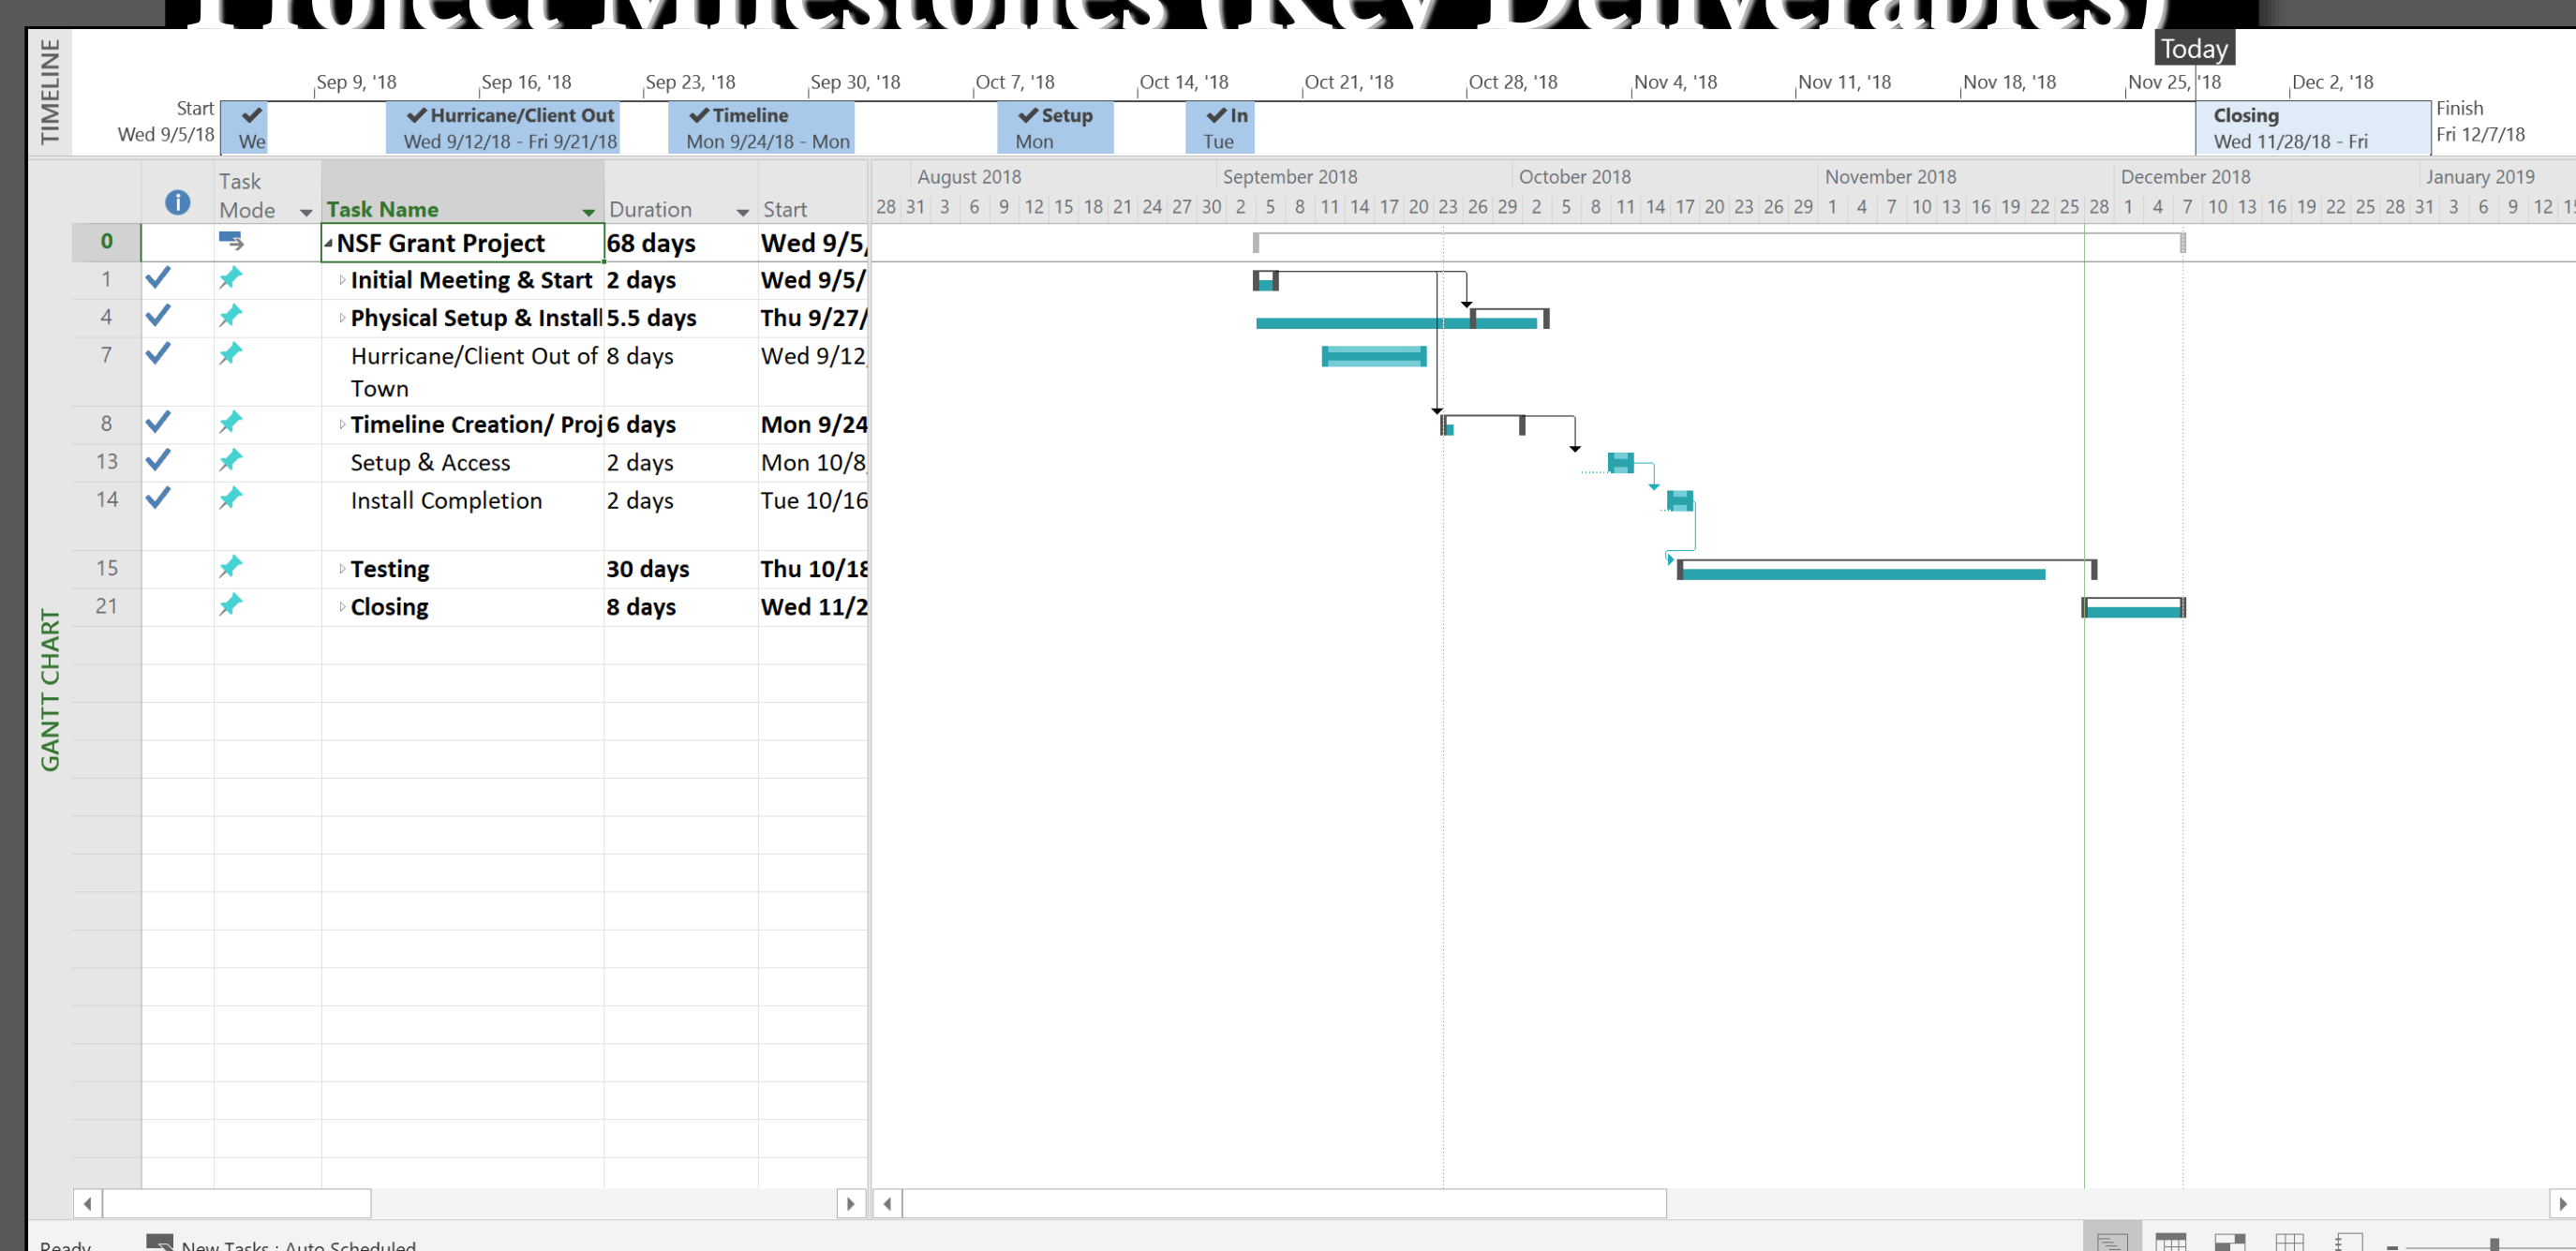 Project Milestones (Key Deliverables)
TIMELINE
Today
Sep 9, '18 Sep 16, '18 Sep 23, '18 Sep 30, '18 Oct 7, '18 Oct 14, '18 Oct 21, '18 Oct 28, '18 Nov 4, '18 Nov 11, '18 Nov 18, '18 Nov 25, '18 Dec 2, '18
Start
Wed 9/5/18
We
Hurricane/Client Out
Wed 9/12/18 - Fri 9/21/18
Timeline
Mon 9/24/18 - Mon
Setup
Mon
In
Tue
Closing
Wed 11/28/18 - Fri
Finish
Fri 12/7/18
GANTT CHART
Task Mode Task Name Duration Start
August 2018 September 2018 October 2018 November 2018 December 2018 January 2019
28 31 3 6 9 12 15 18 21 24 27 30 2 5 8 11 14 17 20 23 26 29 2 5 8 11 14 17 20 23 26 29 1 4 7 10 13 16 19 22 25 28 1 4 7 10 13 16 19 22 25 28 31 3 6 9 12 15
0 NSF Grant Project 68 days Wed 9/5/
1 Initial Meeting & Start 2 days Wed 9/5/
4 Physical Setup & Install 5.5 days Thu 9/27/
7 Hurricane/Client Out of 8 days Wed 9/12
Town
8 Timeline Creation/ Proj 6 days Mon 9/24
13 Setup & Access 2 days Mon 10/8
14 Install Completion 2 days Tue 10/16
15 Testing 30 days Thu 10/18
21 Closing 8 days Wed 11/2
Ready New Tasks : Auto Scheduled